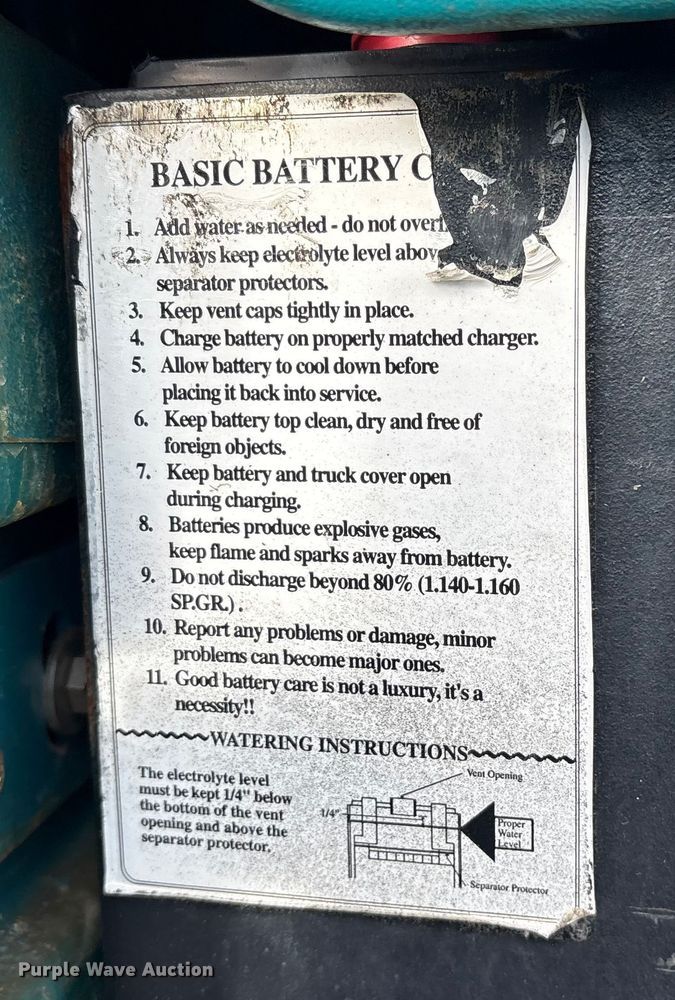 BASIC BATTERY C
1. Add water as needed - do not overf
2. Always keep electrolyte level abov
separator protectors.
3. Keep vent caps tightly in place.
4. Charge battery on properly matched charger.
5. Allow battery to cool down before
placing it back into service.
6. Keep battery top clean, dry and free of
foreign objects.
7. Keep battery and truck cover open
during charging.
8. Batteries produce explosive gases,
keep flame and sparks away from battery.
9. Do not discharge beyond 80% (1.140-1.160
SP.GR.) .
10. Report any problems or damage, minor
problems can become major ones.
11. Good battery care is not a luxury, it's a
necessity!!
WATERING INSTRUCTIONS
The electrolyte level
must be kept 1/4" below
the bottom of the vent
opening and above the
separator protector.
Vent Opening
1/4"
Proper
Water
Level
Separator Protector
Purple Wave Auction